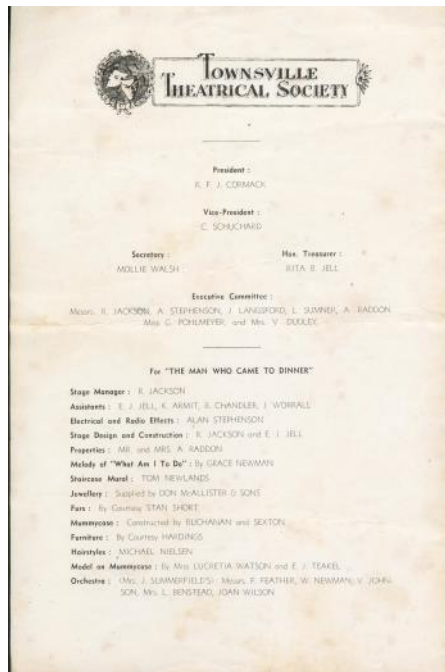 TOWNSVILLE
THEATRICAL SOCIETY
President :
R. F. J. CORMACK
Vice-President :
C. SCHUCHARD
Secretary :
Hon. Treasurer :
MOLLIE WALSH
RITA B. JELL
Executive Committee :
Messrs. R. JACKSON, A. STEPHENSON, J. LANGSFORD, L. SUMNER, A. RADDON
G. POHLMEYER, and Mrs. V. DUDLEY.
For "THE MAN WHO CAME TO DINNER"
Stage Manager : R. JACKSON
Assistants : E. J. JELL, K. ARMIT, B. CHANDLER, J. WORRALL
Electrical and Radio Effects : ALAN STEPHENSON
Stage Design and Construction : R. JACKSON and E. J. JELL
Properties : MR. and MRS. A. RADDON
Melody of "What Am I To Do" : By GRACE NEWMAN
Staircase Mural : TOM NEWLANDS
Jewellery : Supplied by DON McALLISTER & SONS
Furs : By Courtesy STAN SHORT
Mummycase : Constructed by BUCHANAN and SEXTON
Furniture : By Courtesy HARDINGS
Hairstyles : MICHAEL NIELSEN
Model on Mummycase : By Mrs. LUCRETIA WATSON and E. J. TEAKEL
Orchestra : (Mrs. J. SUMMERFIELD'S) : Messrs. P. FEATHER, W. NEWMAN, V. JOHN-
SON, Mrs. L. BENSTEAD, JOAN WILSON